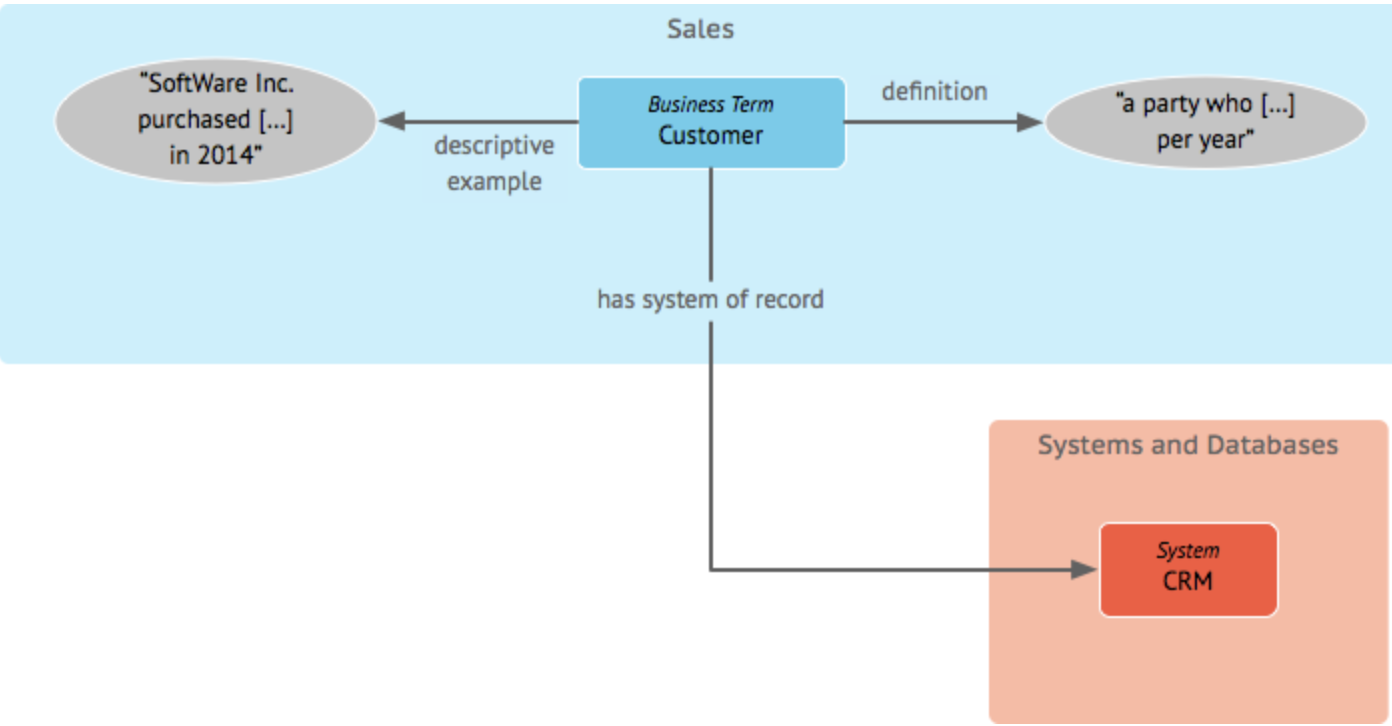 Sales
“SoftWare Inc.
purchased [...]
in 2014”
descriptive
example
Business Term
Customer
definition
“a party who [...]
per year”
has system of record
Systems and Databases
System
CRM